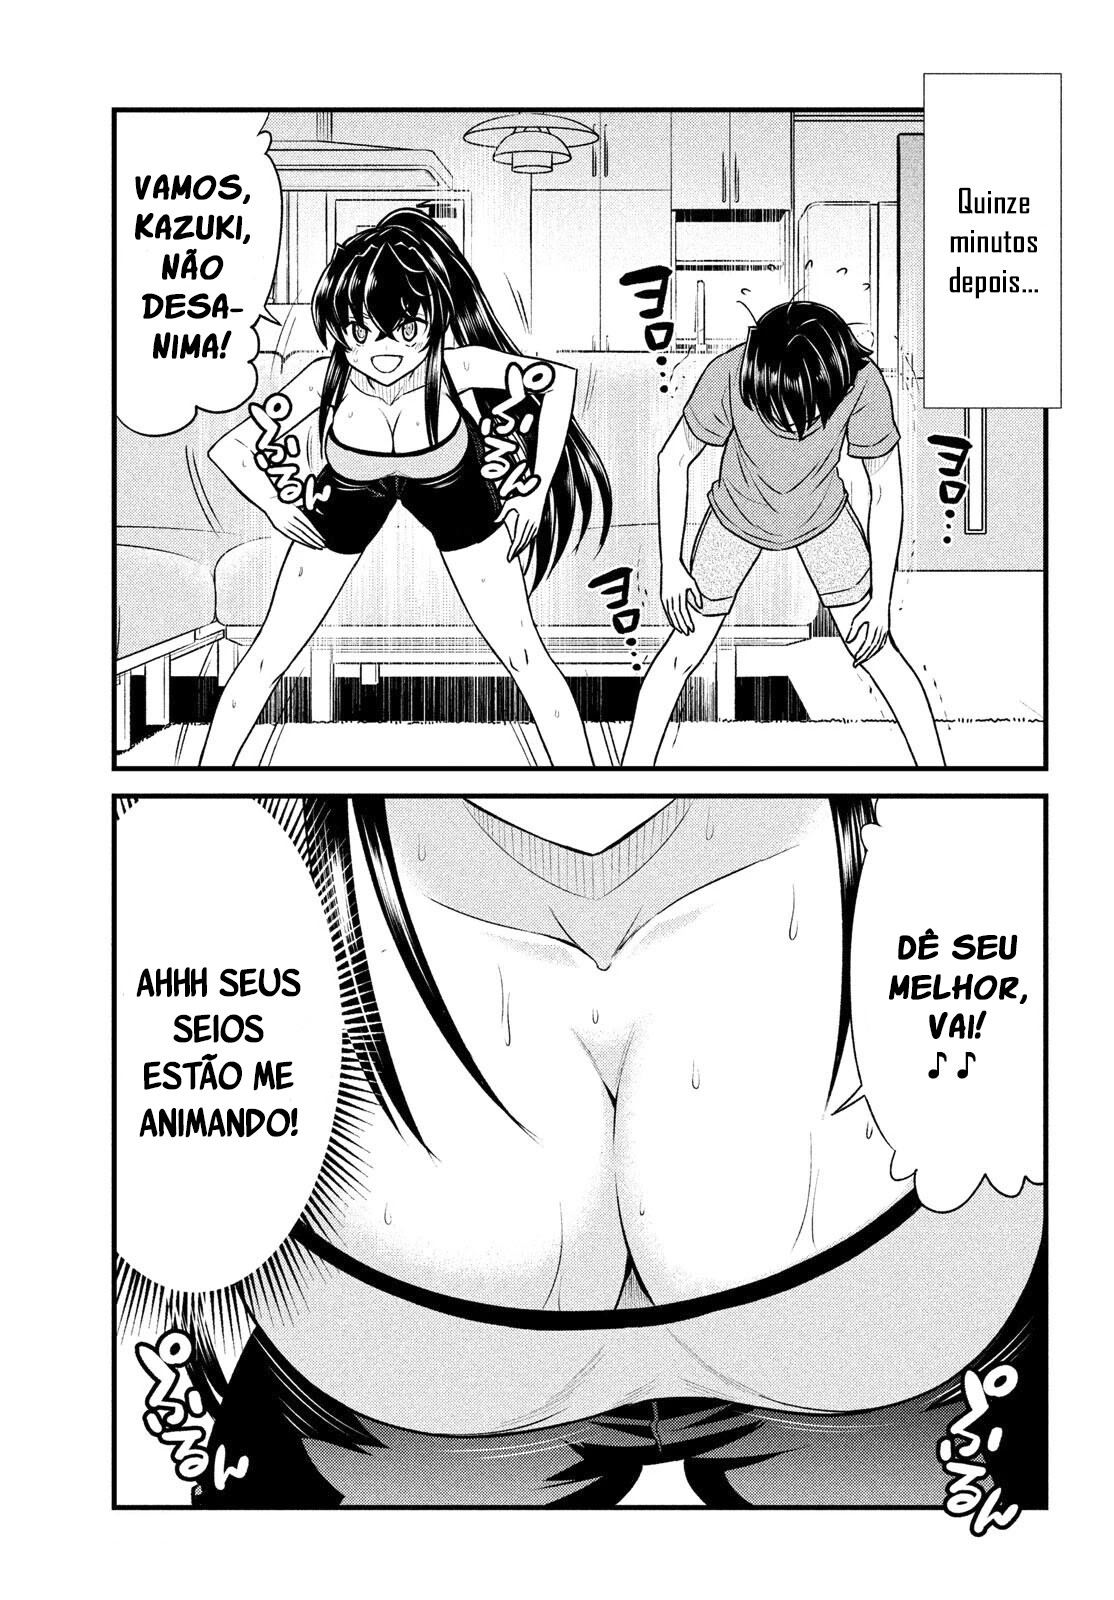 Quinze
minutos
depois...
VAMOS,
KAZUKI,
NÃO
DESA-
NIMA!
ヨロ...
ヨロ...
ヨロ...
ぷるん
ぷるん
DÊ SEU
MELHOR,
VAI!
♪♪
AHHH SEUS
SEIOS
ESTÃO ME
ANIMANDO!
ぷるん
ぷるん